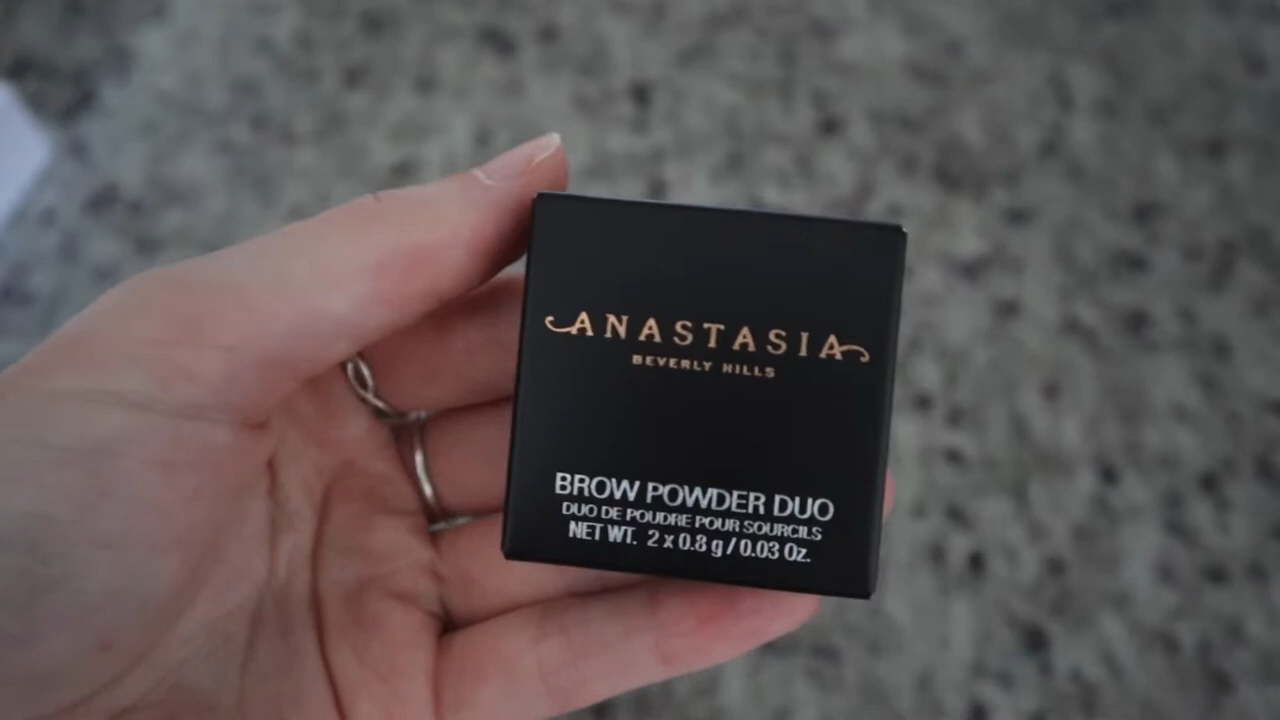 ANASTASIA
BEVERLY HILLS
BROW POWDER DUO
DUO DE POUDRE POUR SOURCILS
NET WT. 2 x 0.8 g / 0.03 Oz.